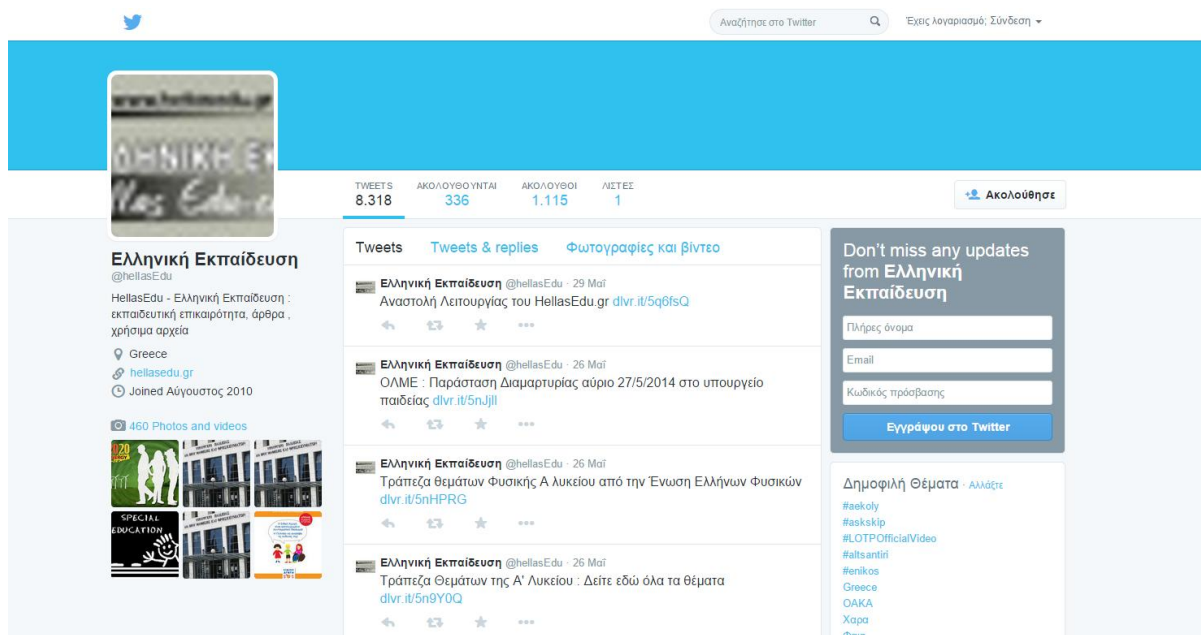 Αναζήτησε στο Twitter
Έχεις λογαριασμό; Σύνδεση
TWEETS
8.318
ΑΚΟΛΟΥΘΟΥΝΤΑΙ
336
ΑΚΟΛΟΥΘΟΙ
1.115
ΛΙΣΤΕΣ
1
Ακολούθησε
Ελληνική Εκπαίδευση
@hellasEdu
HellasEdu - Ελληνική Εκπαίδευση :
εκπαιδευτική επικαιρότητα, άρθρα ,
χρήσιμα αρχεία
Greece
hellasedu.gr
Joined Αύγουστος 2010
460 Photos and videos
SPECIAL
EDUCATION
Tweets
Tweets & replies
Φωτογραφίες και βίντεο
Ελληνική Εκπαίδευση @hellasEdu · 29 Μαΐ
Αναστολή Λειτουργίας του HellasEdu.gr dlvr.it/5q6fsQ
Ελληνική Εκπαίδευση @hellasEdu · 26 Μαΐ
ΟΛΜΕ : Παράσταση Διαμαρτυρίας αύριο 27/5/2014 στο υπουργείο
παιδείας dlvr.it/5nJjll
Ελληνική Εκπαίδευση @hellasEdu · 26 Μαΐ
Τράπεζα θεμάτων Φυσικής Α λυκείου από την Ένωση Ελλήνων Φυσικών
dlvr.it/5nHPRG
Ελληνική Εκπαίδευση @hellasEdu · 26 Μαΐ
Τράπεζα Θεμάτων της Α' Λυκείου : Δείτε εδώ όλα τα θέματα
dlvr.it/5n9Y0Q
Don't miss any updates
from Ελληνική
Εκπαίδευση
Πλήρες όνομα
Email
Κωδικός πρόσβασης
Εγγράψου στο Twitter
Δημοφιλή Θέματα · Αλλάξτε
#aekoly
#askskip
#LOTPOfficialVideo
#altsantiri
#enikos
Greece
ΟΑΚΑ
Χαρα